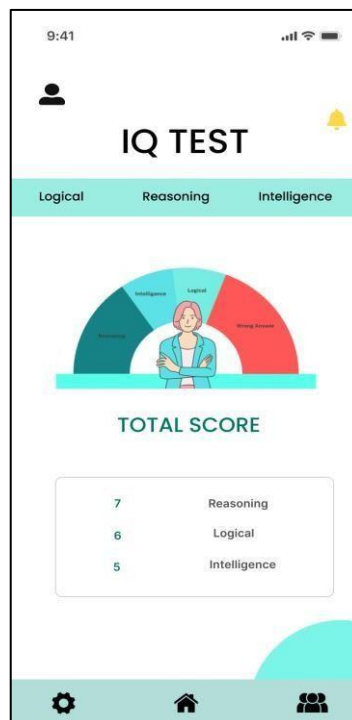 9:41
IQ TEST
Logical Reasoning Intelligence
Intelligence Logical
Reasoning Wrong Answer
TOTAL SCORE
7 Reasoning
6 Logical
5 Intelligence